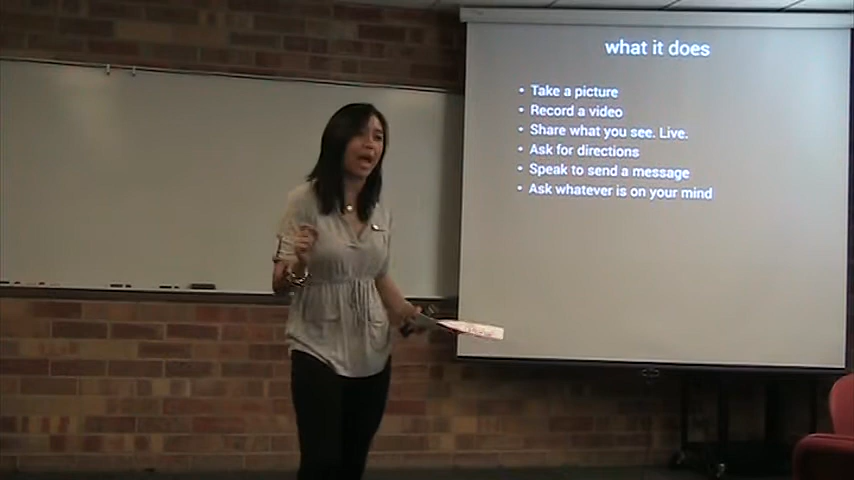 what it does
• Take a picture
• Record a video
• Share what you see. Live.
• Ask for directions
• Speak to send a message
• Ask whatever is on your mind